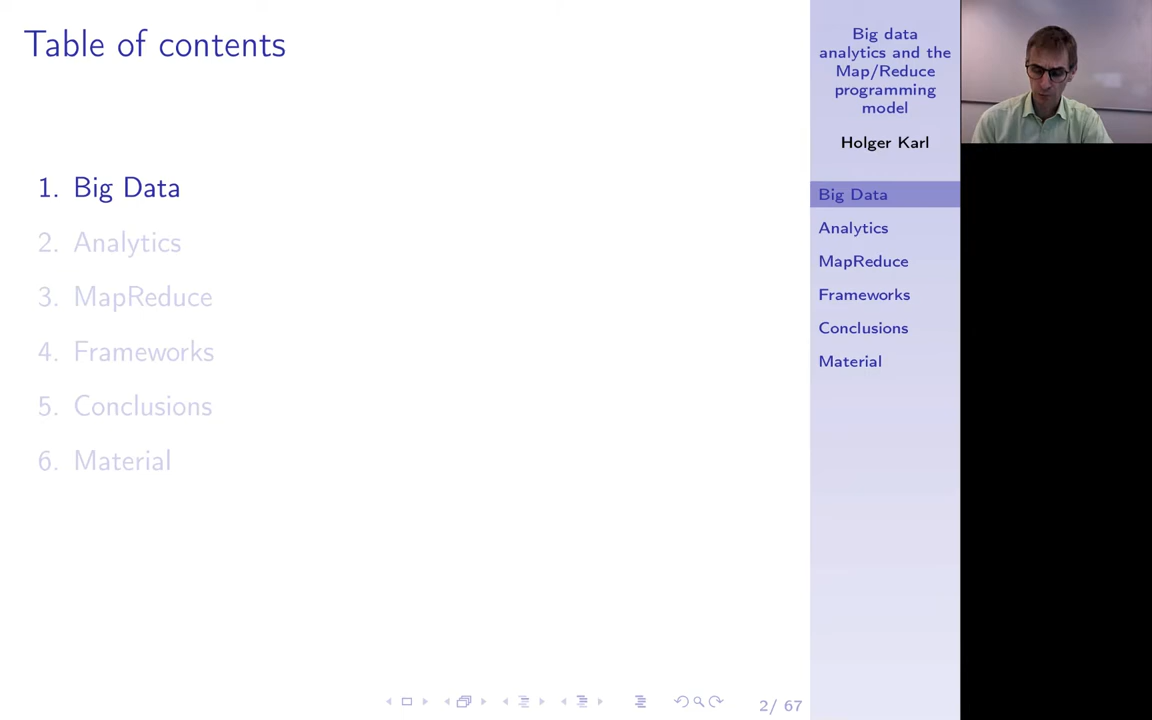 Table of contents
1. Big Data
2. Analytics
3. MapReduce
4. Frameworks
5. Conclusions
6. Material
2/ 67
Big data
analytics and the
Map/Reduce
programming
model
Holger Karl
Big Data
Analytics
MapReduce
Frameworks
Conclusions
Material